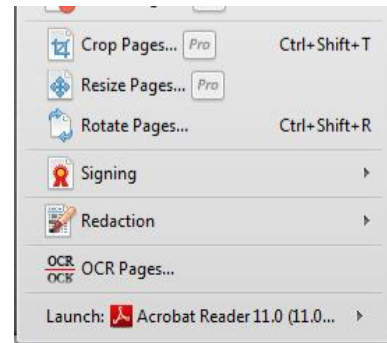 Crop Pages... Pro Ctrl+Shift+T
Resize Pages... Pro
Rotate Pages... Ctrl+Shift+R
Signing
Redaction
OCR
OCR OCR Pages...
Launch: Acrobat Reader 11.0 (11.0...